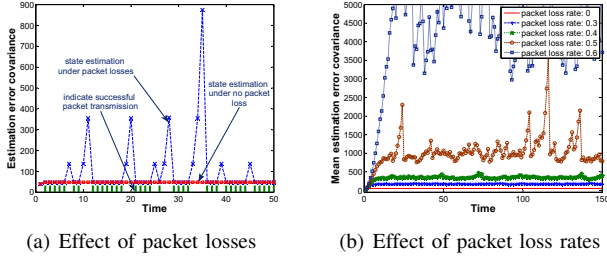 900
800
700
600
500
400
300
200
100
0
0
10
20
30
40
50
Estimation error covariance
Time
state estimation
under packet losses
indicate successful
packet transmission
state estimation
under no packet
loss
(a) Effect of packet losses
5000
4500
4000
3500
3000
2500
2000
1500
1000
500
0
0
50
100
150
Mean estimation error covariance
Time
packet loss rate: 0
packet loss rate: 0.3
packet loss rate: 0.4
packet loss rate: 0.5
packet loss rate: 0.6
(b) Effect of packet loss rates